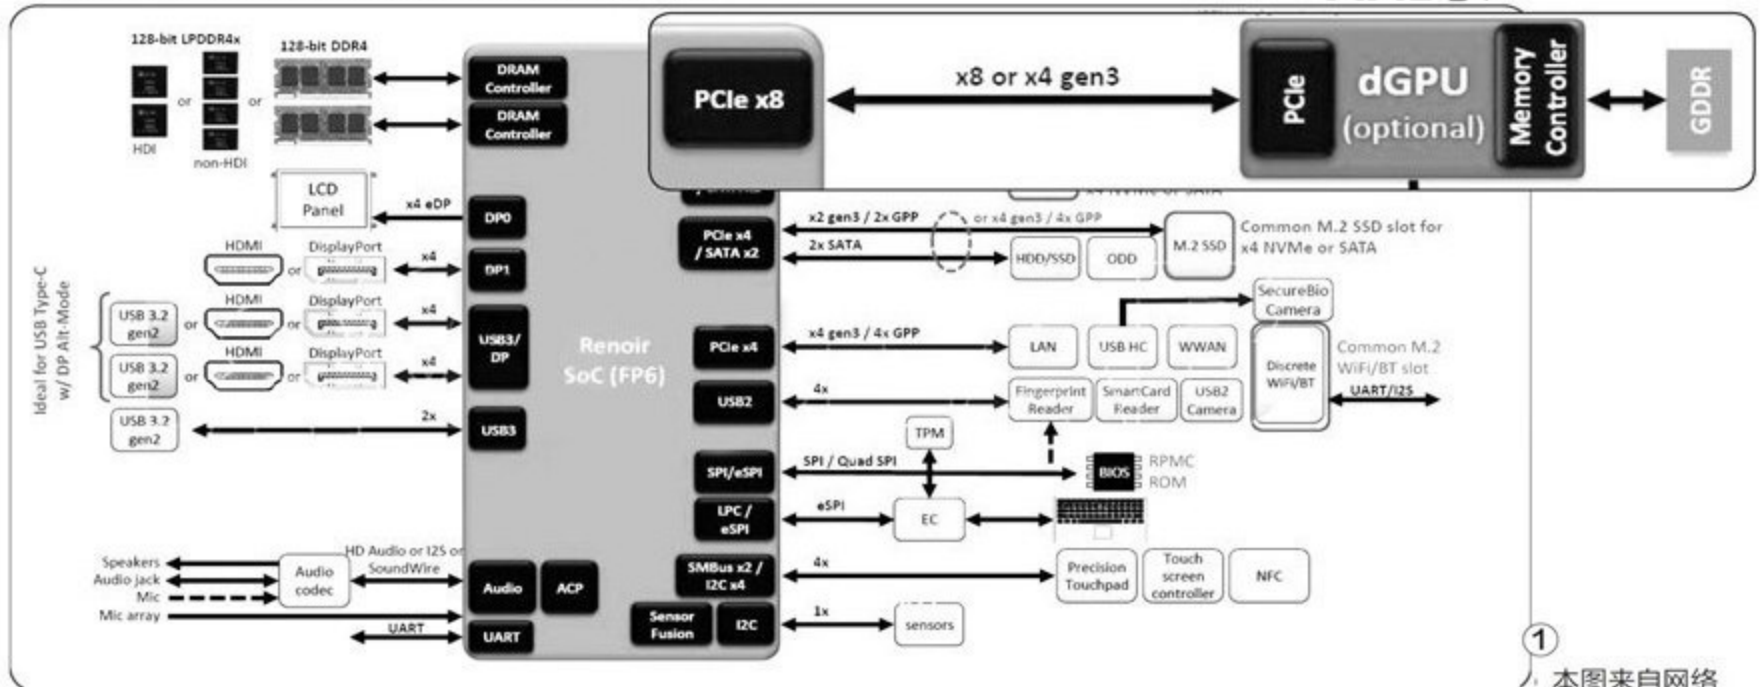 128-bit LPDDR4x
128-bit DDR4
or
or
HDI
non-HDI
DRAM
Controller
DRAM
Controller
PCIe x8
x8 or x4 gen3
PCIe
dGPU
(optional)
Memory
Controller
GDDR
LCD
Panel
x4 eDP
DP0
HDMI
or
DisplayPort
x4
DP1
Ideal for USB Type-C
w/ DP Alt-Mode
USB 3.2
gen2
or
HDMI
or
DisplayPort
x4
USB 3.2
gen2
or
HDMI
or
DisplayPort
x4
USB3/
DP
USB 3.2
gen2
2x
USB3
Renoir
SoC (FP6)
x4 NVMe or SATA
PCIe x4
/ SATA x2
x2 gen3 / 2x GPP
or x4 gen3 / 4x GPP
2x SATA
HDD/SSD
ODD
M.2 SSD
Common M.2 SSD slot for
x4 NVMe or SATA
SecureBio
Camera
PCIe x4
x4 gen3 / 4x GPP
LAN
USB HC
WWAN
Discrete
WiFi/BT
Common M.2
WiFi/BT slot
UART/I2S
USB2
4x
Fingerprint
Reader
SmartCard
Reader
USB2
Camera
TPM
SPI/eSPI
SPI / Quad SPI
BIOS
RPMC
ROM
LPC /
eSPI
eSPI
EC
Speakers
Audio jack
Mic
Mic array
Audio
codec
HD Audio or I2S or
SoundWire
Audio
ACP
UART
UART
SMBus x2 /
I2C x4
4x
Precision
Touchpad
Touch
screen
controller
NFC
Sensor
Fusion
I2C
1x
sensors
①
本图来自网络